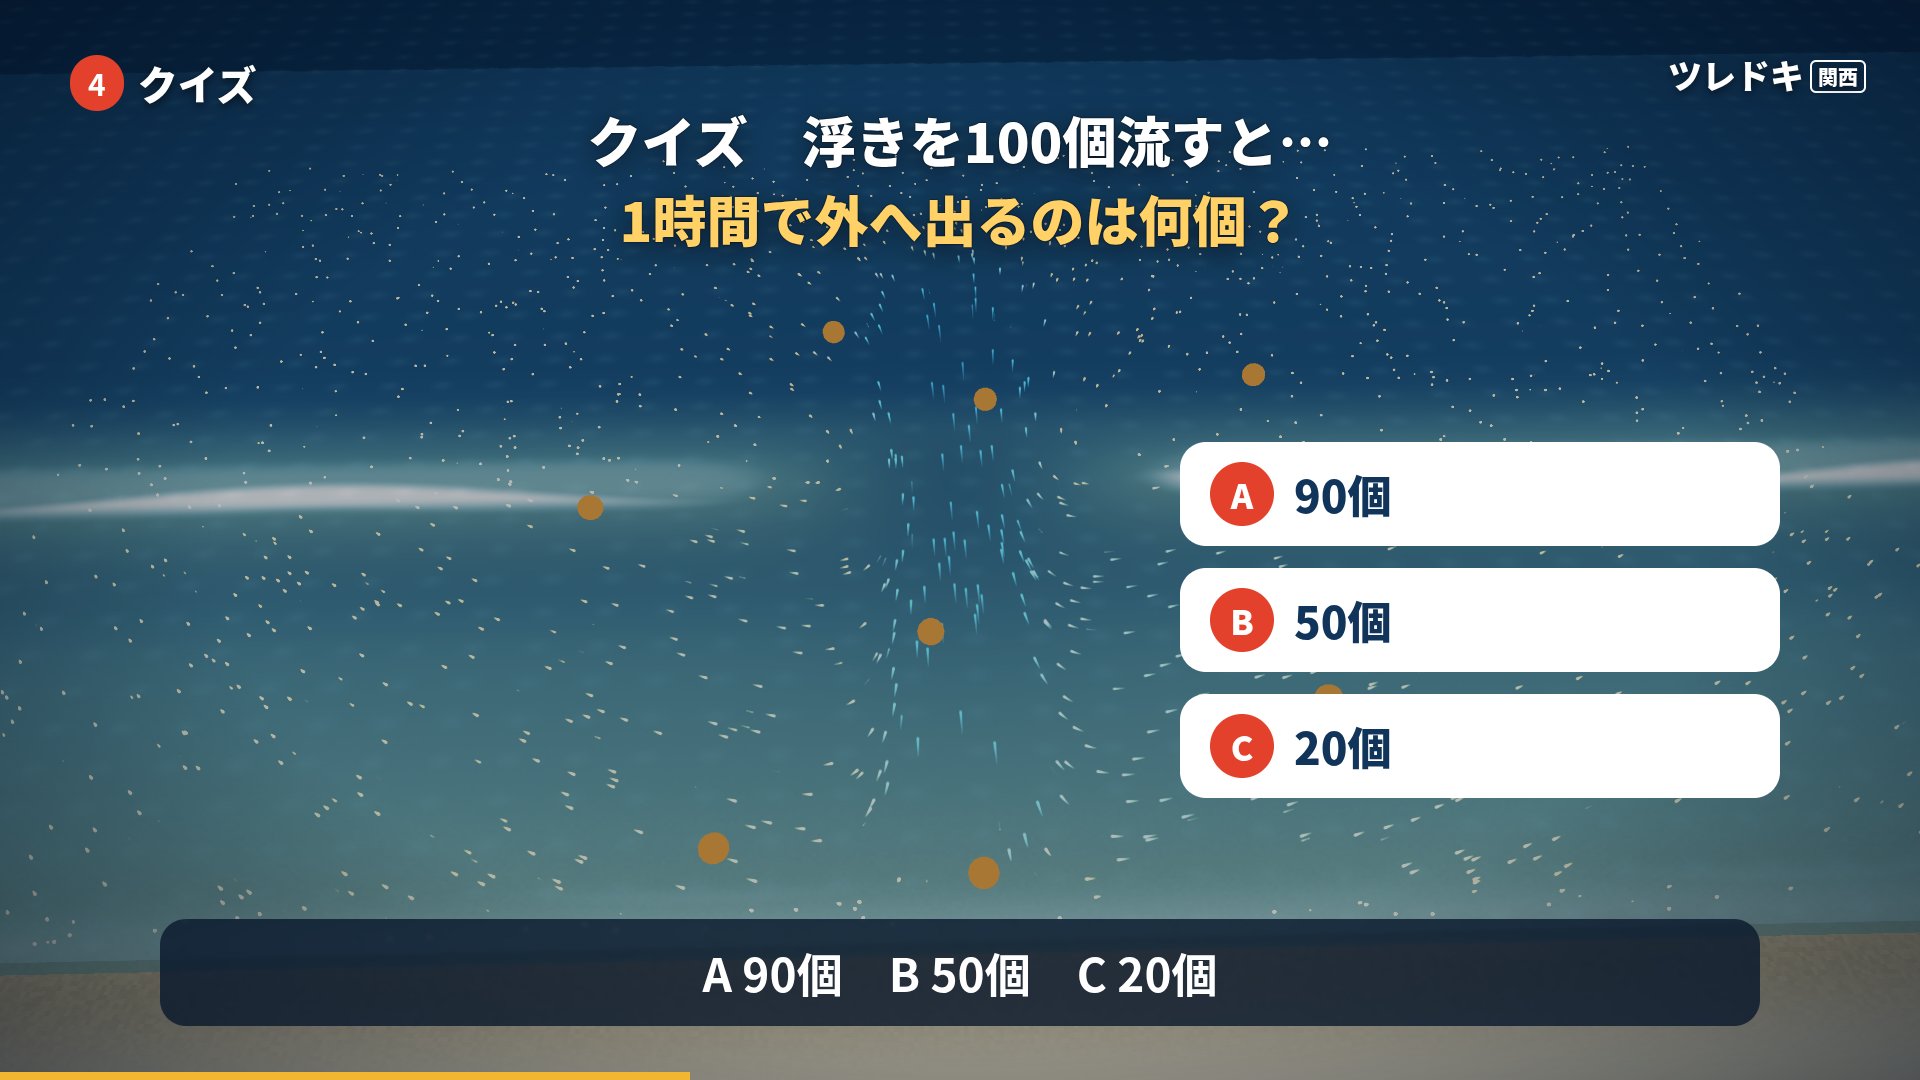 4 クイズ
ツレドキ 関西
クイズ 浮きを100個流すと…
1時間で外へ出るのは何個？
A 90個
B 50個
C 20個
A 90個 B 50個 C 20個